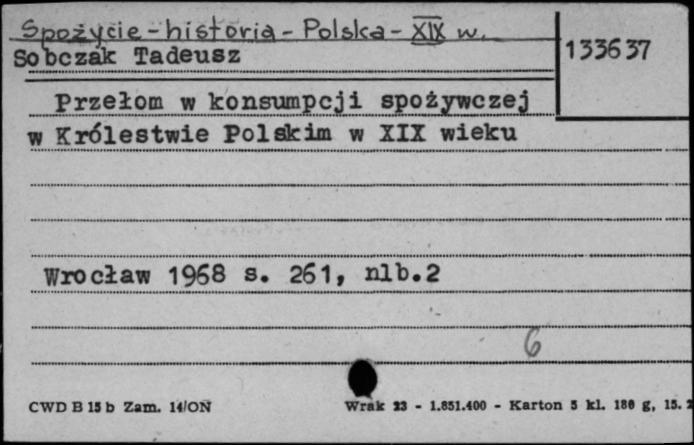 Spożycie - historia - Polska - XIX w.
Sobczak Tadeusz
133637
Przełom w konsumpcji spożywczej
w Królestwie Polskim w XIX wieku
Wrocław 1968 s. 261, nlb.2
6
CWD B 15 b Zam. 14/ON Wrak 23 - 1.851.400 - Karton 5 kl. 180 g, 15.